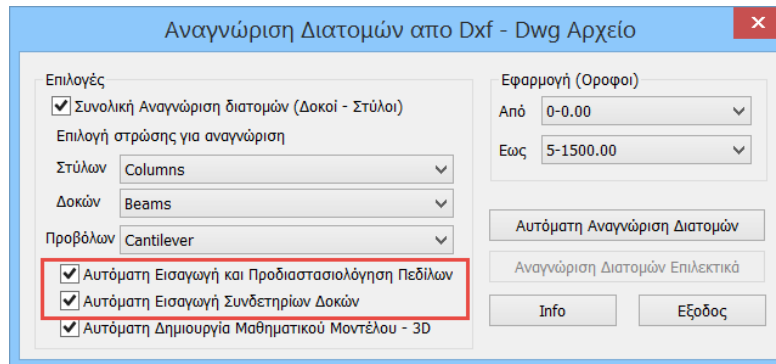 Αναγνώριση Διατομών απο Dxf - Dwg Αρχείο
Επιλογές
Συνολική Αναγνώριση διατομών (Δοκοί - Στύλοι)
Επιλογή στρώσης για αναγνώριση
Στύλων Columns
Δοκών Beams
Προβόλων Cantilever
Αυτόματη Εισαγωγή και Προδιαστασιολόγηση Πεδίλων
Αυτόματη Εισαγωγή Συνδετηρίων Δοκών
Αυτόματη Δημιουργία Μαθηματικού Μοντέλου - 3D
Εφαρμογή (Οροφοι)
Από 0-0.00
Εως 5-1500.00
Αυτόματη Αναγνώριση Διατομών
Αναγνώριση Διατομών Επιλεκτικά
Info Εξοδος